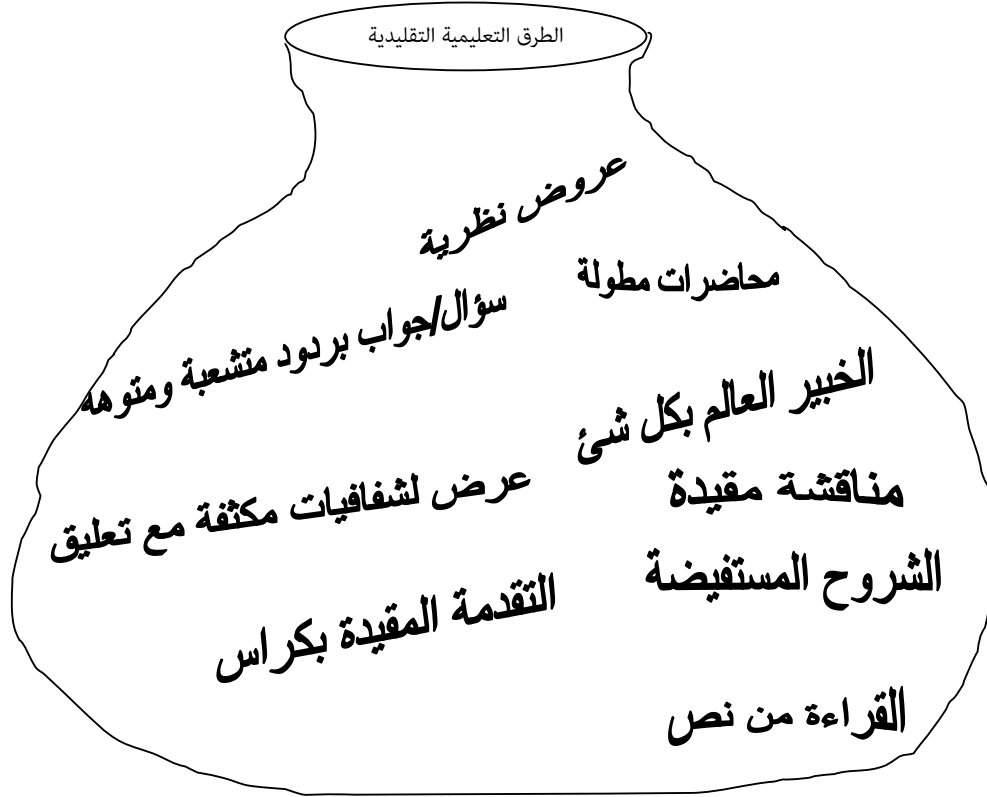 الطرق التعليمية التقليدية
عروض نظرية
محاضرات مطولة
سؤال/جواب بردود متشعبة ومتوهه
الخبير العالم بكل شئ
مناقشة مقيدة
عرض لشفافيات مكثفة مع تعليق
الشروح المستفيضة
التقدمة المقيدة بكراس
القراءة من نص